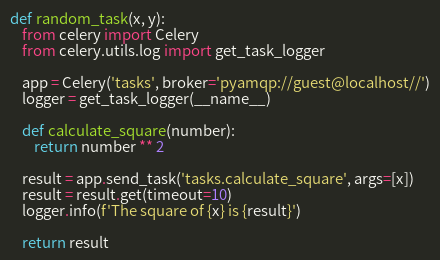 def random_task(x, y):
from celery import Celery
from celery.utils.log import get_task_logger
app = Celery('tasks', broker='pyamqp://guest@localhost//')
logger = get_task_logger(__name__)
def calculate_square(number):
return number ** 2
result = app.send_task('tasks.calculate_square', args=[x])
result = result.get(timeout=10)
logger.info(f'The square of {x} is {result}')
return result